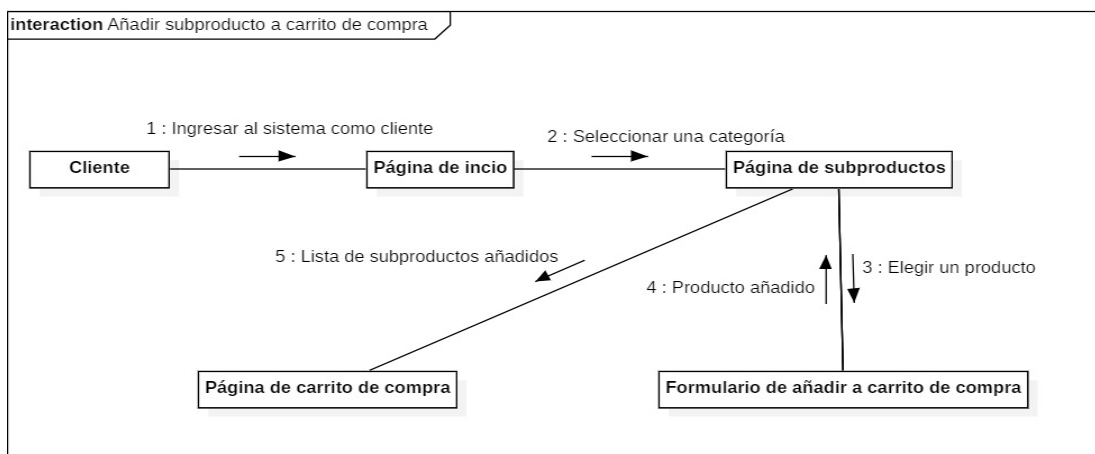 interaction Añadir subproducto a carrito de compra
1 : Ingresar al sistema como cliente
2 : Seleccionar una categoría
Cliente
Página de incio
Página de subproductos
5 : Lista de subproductos añadidos
3 : Elegir un producto
4 : Producto añadido
Página de carrito de compra
Formulario de añadir a carrito de compra